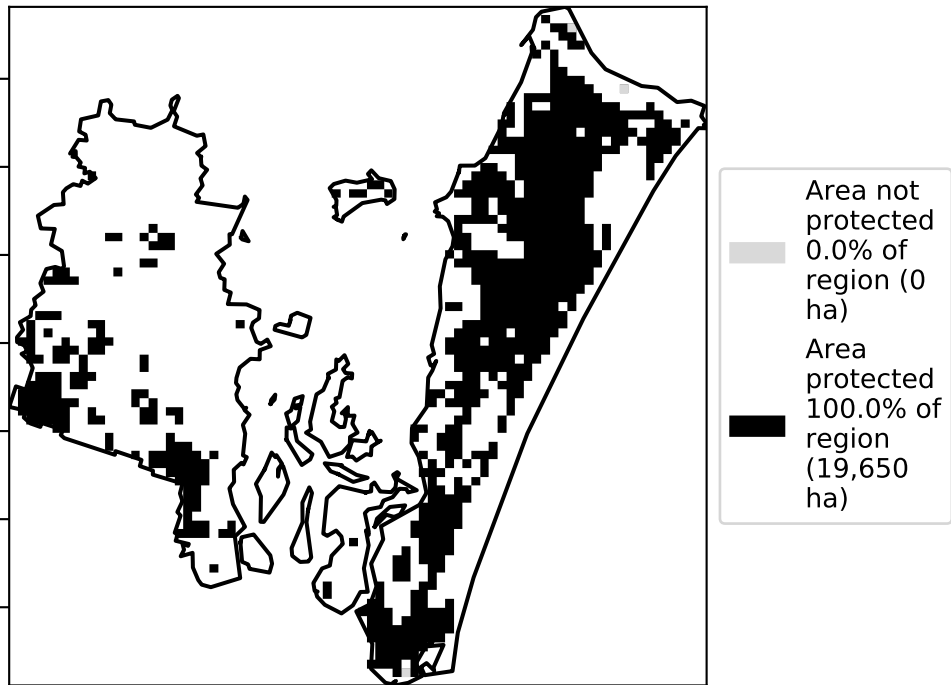 Area not
protected
0.0% of
region (0
ha)
Area
protected
100.0% of
region
(19,650
ha)